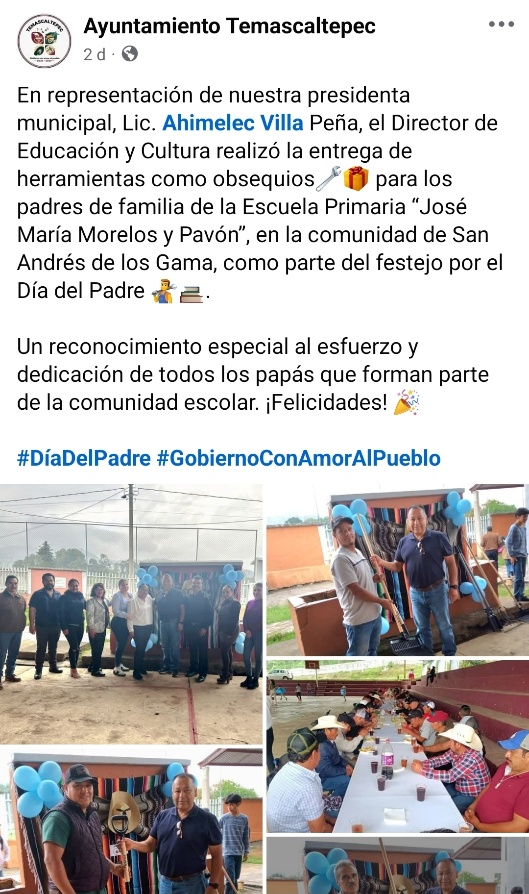 TEMASCALTEPEC
Ayuntamiento Temascaltepec
2 d ·
En representación de nuestra presidenta
municipal, Lic. Ahimelec Villa Peña, el Director de
Educación y Cultura realizó la entrega de
herramientas como obsequios🔧🎁 para los
padres de familia de la Escuela Primaria “José
María Morelos y Pavón”, en la comunidad de San
Andrés de los Gama, como parte del festejo por el
Día del Padre 👨‍🔧📚.
Un reconocimiento especial al esfuerzo y
dedicación de todos los papás que forman parte
de la comunidad escolar. ¡Felicidades! 🎉
#DíaDelPadre #GobiernoConAmorAlPueblo